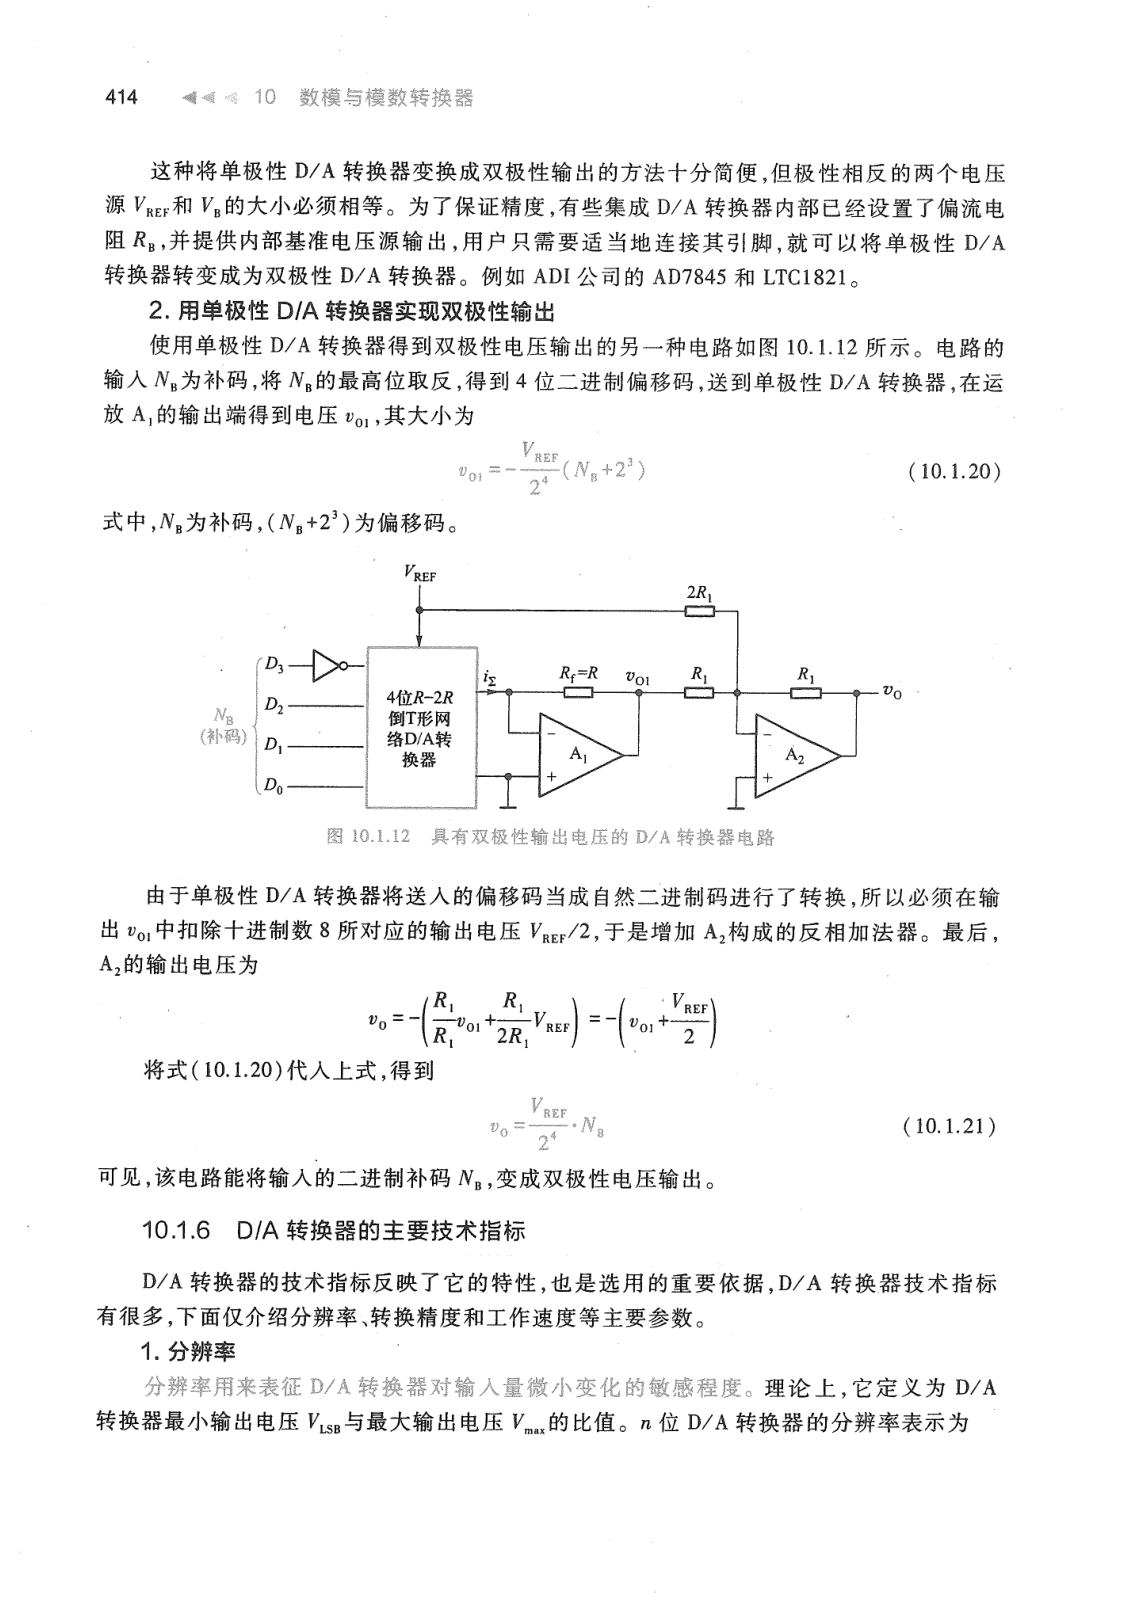 414 10 数模与模数转换器
这种将单极性 D/A 转换器变换成双极性输出的方法十分简便,但极性相反的两个电压
源 V_REF 和 V_B 的大小必须相等。为了保证精度,有些集成 D/A 转换器内部已经设置了偏流电
阻 R_B,并提供内部基准电压源输出,用户只需要适当地连接其引脚,就可以将单极性 D/A
转换器转变成为双极性 D/A 转换器。例如 ADI 公司的 AD7845 和 LTC1821。
2. 用单极性 D/A 转换器实现双极性输出
使用单极性 D/A 转换器得到双极性电压输出的另一种电路如图 10.1.12 所示。电路的
输入 N_B 为补码,将 N_B 的最高位取反,得到 4 位二进制偏移码,送到单极性 D/A 转换器,在运
放 A₁ 的输出端得到电压 v_O1,其大小为
v_O1 = -V_REF/2⁴ (N_B+2³) (10.1.20)
式中,N_B 为补码,(N_B+2³)为偏移码。
V_REF
2R₁
D₃
i_Σ
R_f=R
v_O1
R₁
R₁
v_O
4位R-2R
倒T形网
络D/A转
换器
D₂
N_B
(补码)
D₁
D₀
-
A₁
+
-
A₂
+
图 10.1.12 具有双极性输出电压的 D/A 转换器电路
由于单极性 D/A 转换器将送入的偏移码当成自然二进制码进行了转换,所以必须在输
出 v_O1 中扣除十进制数 8 所对应的输出电压 V_REF/2,于是增加 A₂ 构成的反相加法器。最后,
A₂ 的输出电压为
v_O = -(R₁/R₁ v_O1 + R₁/2R₁ V_REF) = -(v_O1 + V_REF/2)
将式(10.1.20)代入上式,得到
v_O = V_REF/2⁴ · N_B (10.1.21)
可见,该电路能将输入的二进制补码 N_B,变成双极性电压输出。
10.1.6 D/A 转换器的主要技术指标
D/A 转换器的技术指标反映了它的特性,也是选用的重要依据,D/A 转换器技术指标
有很多,下面仅介绍分辨率、转换精度和工作速度等主要参数。
1. 分辨率
分辨率用来表征 D/A 转换器对输入量微小变化的敏感程度。理论上,它定义为 D/A
转换器最小输出电压 V_LSB 与最大输出电压 V_max 的比值。n 位 D/A 转换器的分辨率表示为